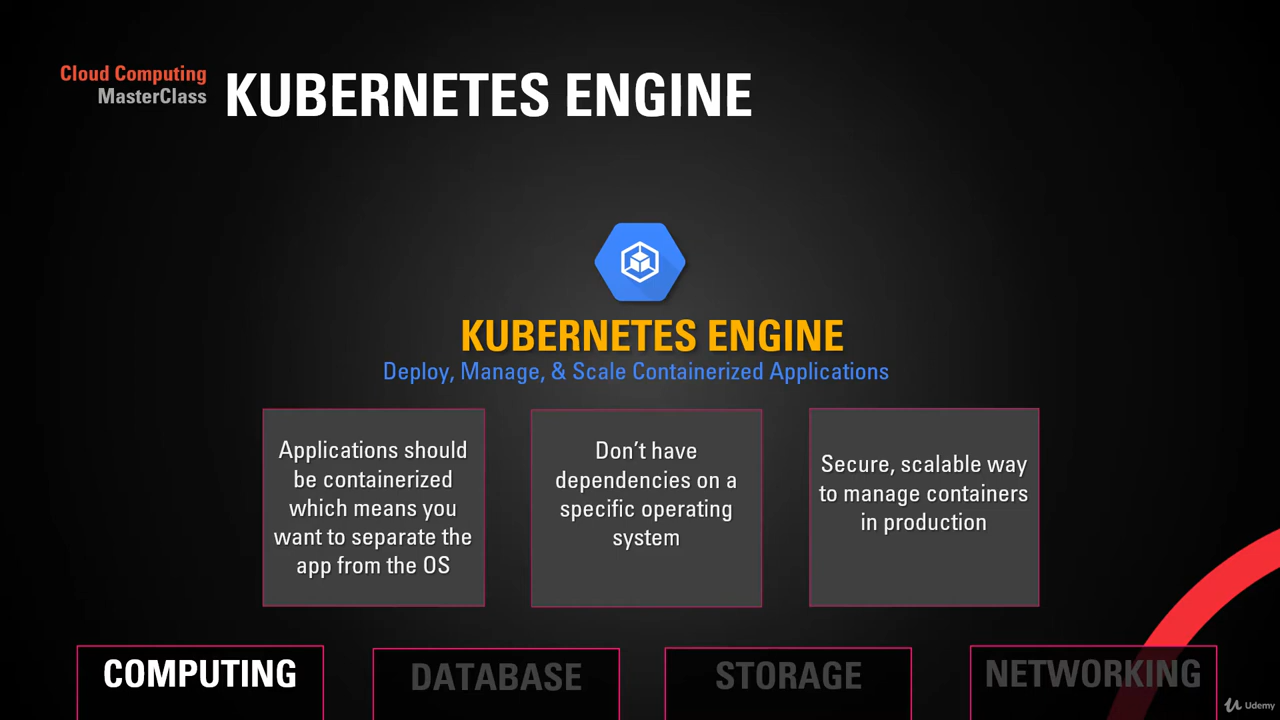 Cloud Computing
MasterClass
KUBERNETES ENGINE
KUBERNETES ENGINE
Deploy, Manage, & Scale Containerized Applications
Applications should
be containerized
which means you
want to separate the
app from the OS
Don’t have
dependencies on a
specific operating
system
Secure, scalable way
to manage containers
in production
COMPUTING
DATABASE
STORAGE
NETWORKING
Udemy